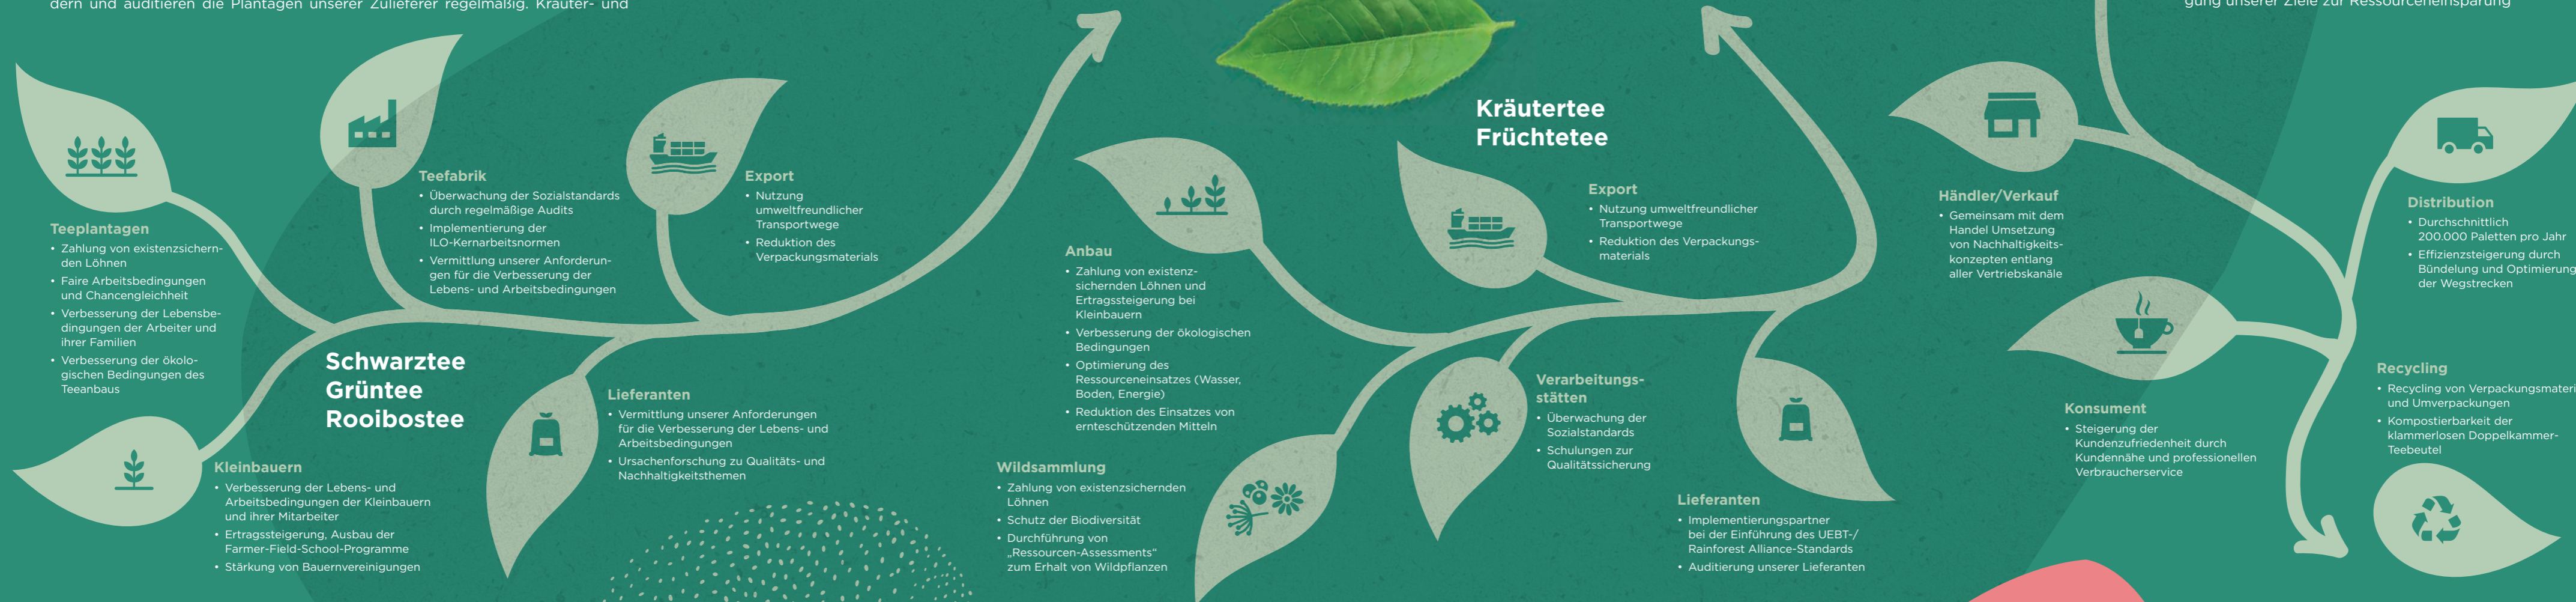 dern und auditieren die Plantagen unserer Zulieferer regelmäßig. Kräuter- und
gung unserer Ziele zur Ressourceneinsparung
Teeplantagen
• Zahlung von existenzsichern-
den Löhnen
• Faire Arbeitsbedingungen
und Chancengleichheit
• Verbesserung der Lebensbe-
dingungen der Arbeiter und
ihrer Familien
• Verbesserung der ökolo-
gischen Bedingungen des
Teeanbaus
Teefabrik
• Überwachung der Sozialstandards
durch regelmäßige Audits
• Implementierung der
ILO-Kernarbeitsnormen
• Vermittlung unserer Anforderun-
gen für die Verbesserung der
Lebens- und Arbeitsbedingungen
Export
• Nutzung
umweltfreundlicher
Transportwege
• Reduktion des
Verpackungsmaterials
Schwarztee
Grüntee
Rooibostee
Kleinbauern
• Verbesserung der Lebens- und
Arbeitsbedingungen der Kleinbauern
und ihrer Mitarbeiter
• Ertragssteigerung, Ausbau der
Farmer-Field-School-Programme
• Stärkung von Bauernvereinigungen
Lieferanten
• Vermittlung unserer Anforderungen
für die Verbesserung der Lebens- und
Arbeitsbedingungen
• Ursachenforschung zu Qualitäts- und
Nachhaltigkeitsthemen
Kräutertee
Früchtetee
Anbau
• Zahlung von existenz-
sichernden Löhnen und
Ertragssteigerung bei
Kleinbauern
• Verbesserung der ökologischen
Bedingungen
• Optimierung des
Ressourceneinsatzes (Wasser,
Boden, Energie)
• Reduktion des Einsatzes von
ernteschützenden Mitteln
Export
• Nutzung umweltfreundlicher
Transportwege
• Reduktion des Verpackungs-
materials
Wildsammlung
• Zahlung von existenzsichernden
Löhnen
• Schutz der Biodiversität
• Durchführung von
„Ressourcen-Assessments“
zum Erhalt von Wildpflanzen
Verarbeitungs-
stätten
• Überwachung der
Sozialstandards
• Schulungen zur
Qualitätssicherung
Lieferanten
• Implementierungspartner
bei der Einführung des UEBT-/
Rainforest Alliance-Standards
• Auditierung unserer Lieferanten
Händler/Verkauf
• Gemeinsam mit dem
Handel Umsetzung
von Nachhaltigkeits-
konzepten entlang
aller Vertriebskanäle
Distribution
• Durchschnittlich
200.000 Paletten pro Jahr
• Effizienzsteigerung durch
Bündelung und Optimierung
der Wegstrecken
Konsument
• Steigerung der
Kundenzufriedenheit durch
Kundennähe und professionellen
Verbraucherservice
Recycling
• Recycling von Verpackungsmateri
und Umverpackungen
• Kompostierbarkeit der
klammerlosen Doppelkammer-
Teebeutel